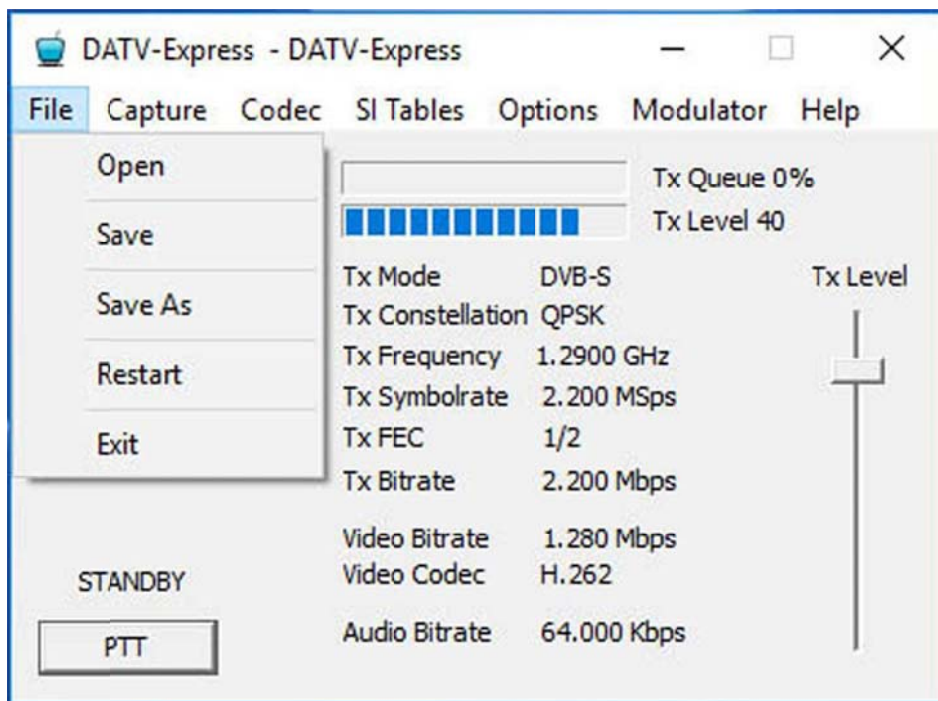 DATV-Express - DATV-Express
File Capture Codec SI Tables Options Modulator Help
Open
Save
Save As
Restart
Exit
Tx Queue 0%
Tx Level 40
Tx Mode DVB-S
Tx Constellation QPSK
Tx Frequency 1.2900 GHz
Tx Symbolrate 2.200 MSps
Tx FEC 1/2
Tx Bitrate 2.200 Mbps
Video Bitrate 1.280 Mbps
Video Codec H.262
Audio Bitrate 64.000 Kbps
Tx Level
STANDBY
PTT